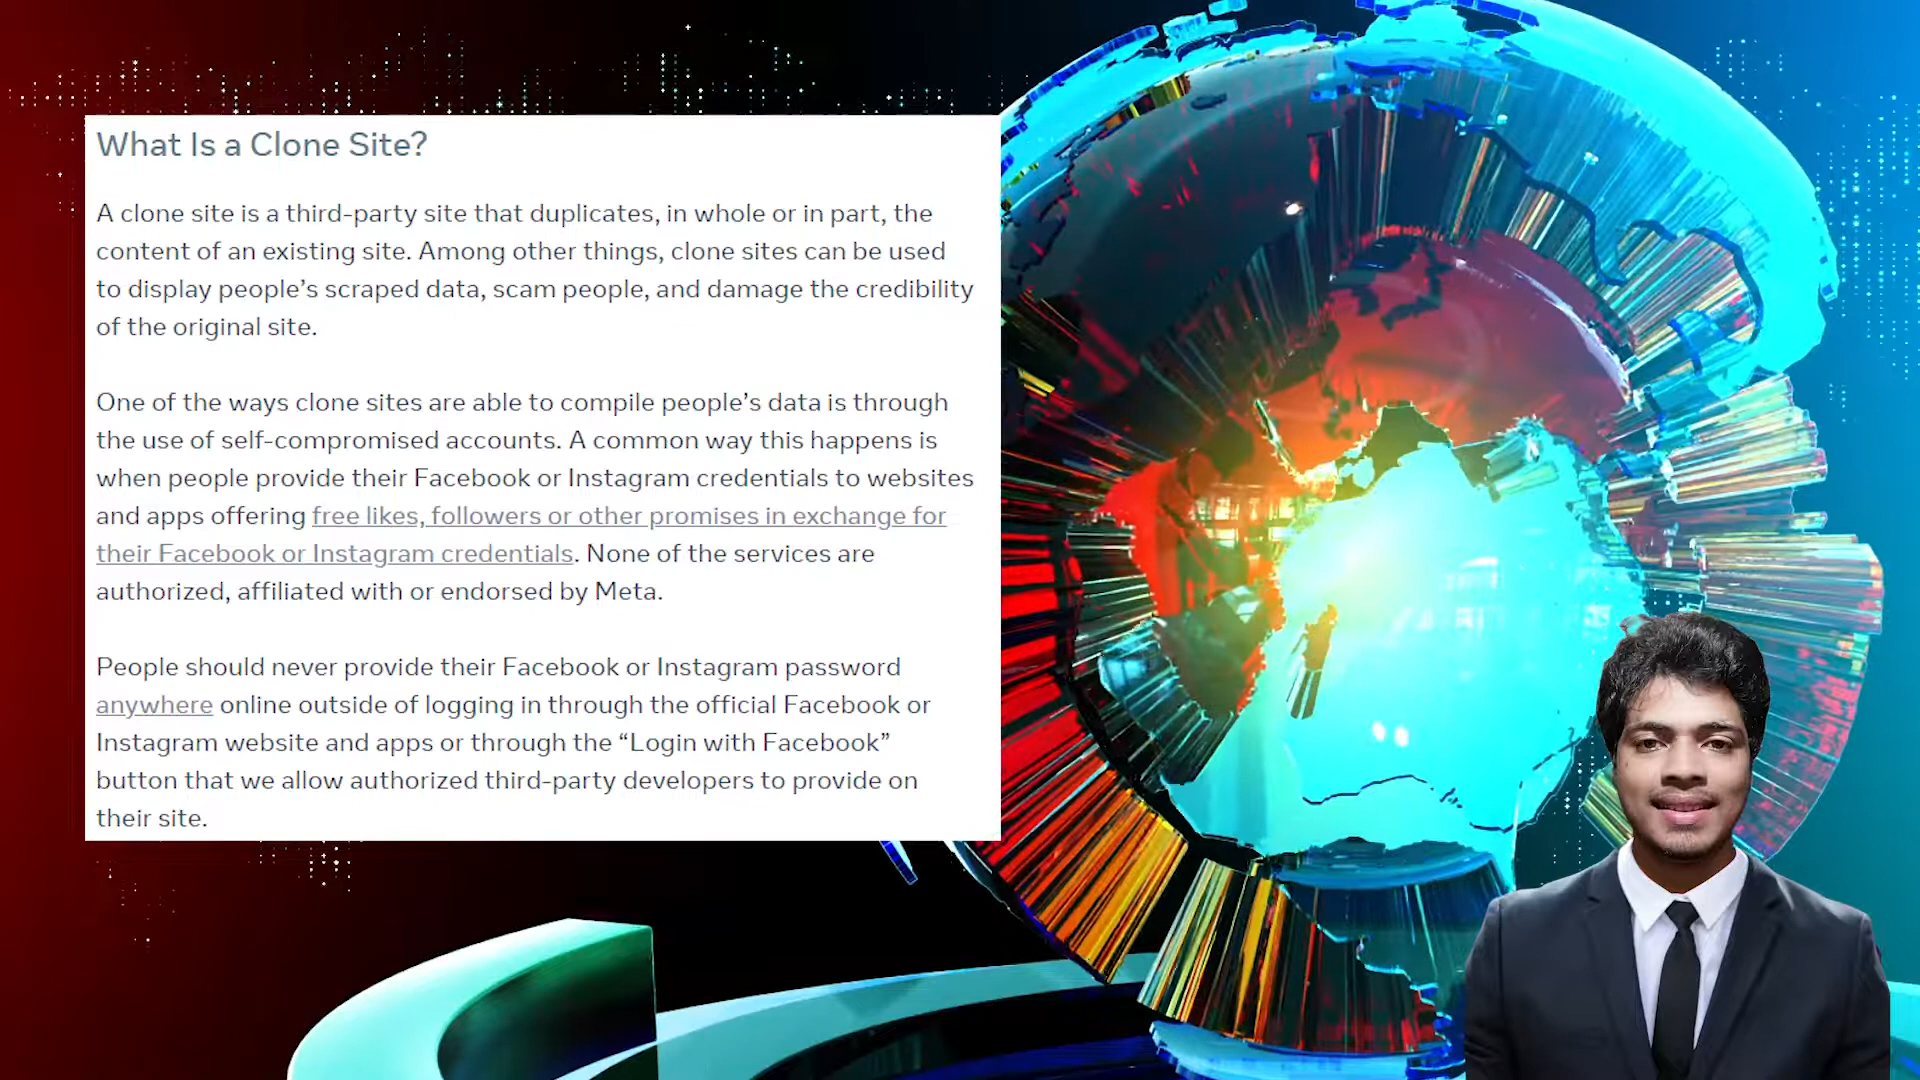 What Is a Clone Site?
A clone site is a third-party site that duplicates, in whole or in part, the
content of an existing site. Among other things, clone sites can be used
to display people’s scraped data, scam people, and damage the credibility
of the original site.
One of the ways clone sites are able to compile people’s data is through
the use of self-compromised accounts. A common way this happens is
when people provide their Facebook or Instagram credentials to websites
and apps offering free likes, followers or other promises in exchange for
their Facebook or Instagram credentials. None of the services are
authorized, affiliated with or endorsed by Meta.
People should never provide their Facebook or Instagram password
anywhere online outside of logging in through the official Facebook or
Instagram website and apps or through the “Login with Facebook”
button that we allow authorized third-party developers to provide on
their site.